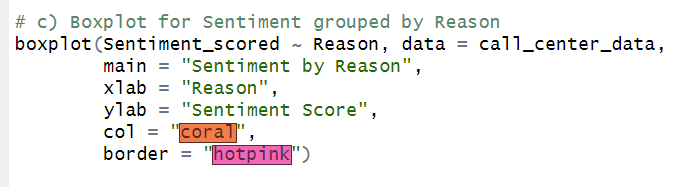 # c) Boxplot for Sentiment grouped by Reason
boxplot(Sentiment_scored ~ Reason, data = call_center_data,
        main = "Sentiment by Reason",
        xlab = "Reason",
        ylab = "Sentiment Score",
        col = "coral",
        border = "hotpink")